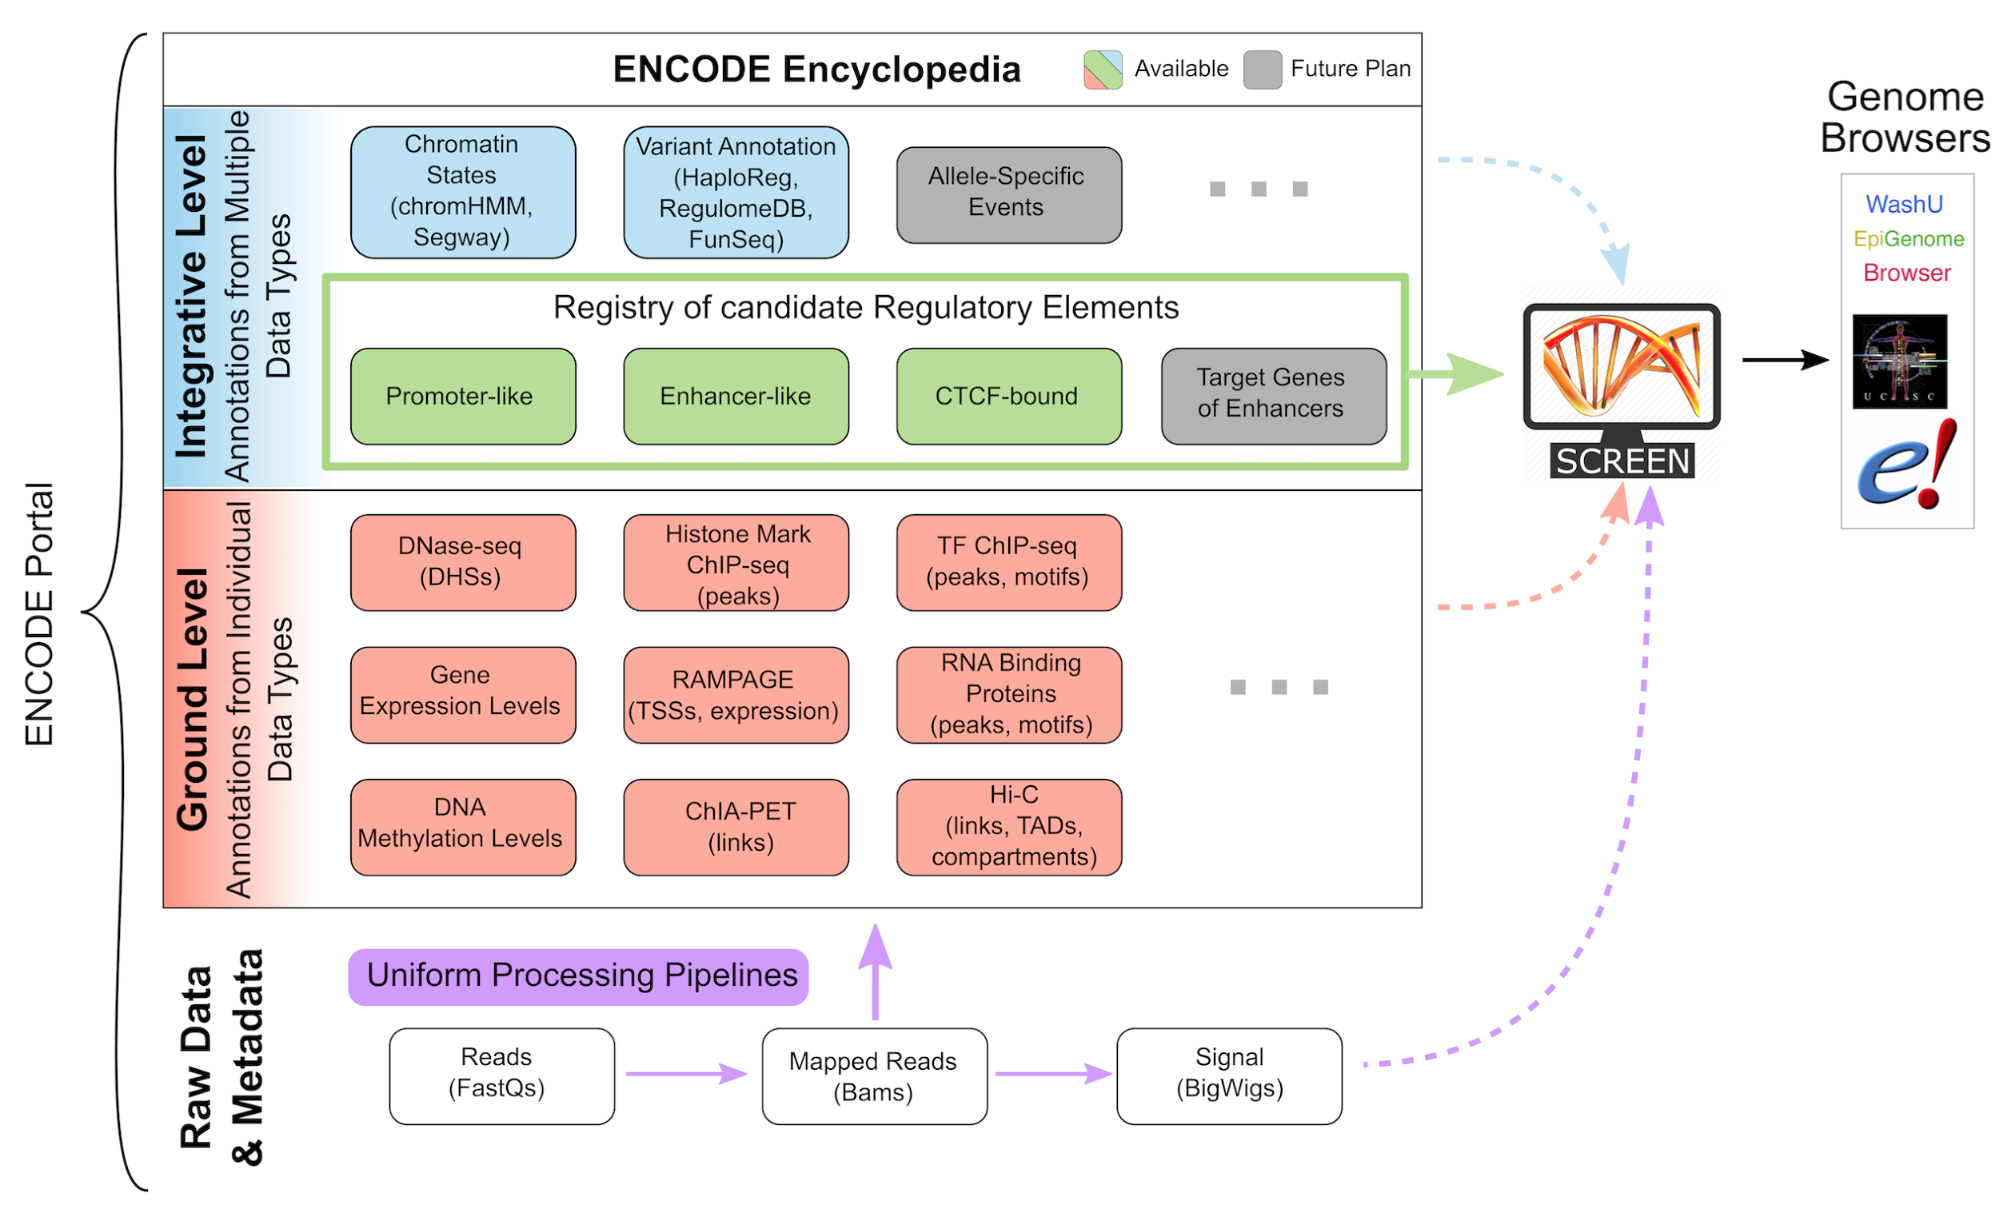 ENCODE Encyclopedia
Available
Future Plan
ENCODE Portal
Integrative Level
Annotations from Multiple
Data Types
Chromatin
States
(chromHMM,
Segway)
Variant Annotation
(HaploReg,
RegulomeDB,
FunSeq)
Allele-Specific
Events
Registry of candidate Regulatory Elements
Promoter-like
Enhancer-like
CTCF-bound
Target Genes
of Enhancers
Ground Level
Annotations from Individual
Data Types
DNase-seq
(DHSs)
Histone Mark
ChIP-seq
(peaks)
TF ChIP-seq
(peaks, motifs)
Gene
Expression Levels
RAMPAGE
(TSSs, expression)
RNA Binding
Proteins
(peaks, motifs)
DNA
Methylation Levels
ChIA-PET
(links)
Hi-C
(links, TADs,
compartments)
Raw Data
& Metadata
Uniform Processing Pipelines
Reads
(FastQs)
Mapped Reads
(Bams)
Signal
(BigWigs)
SCREEN
Genome
Browsers
WashU
EpiGenome
Browser
UCSC
e!